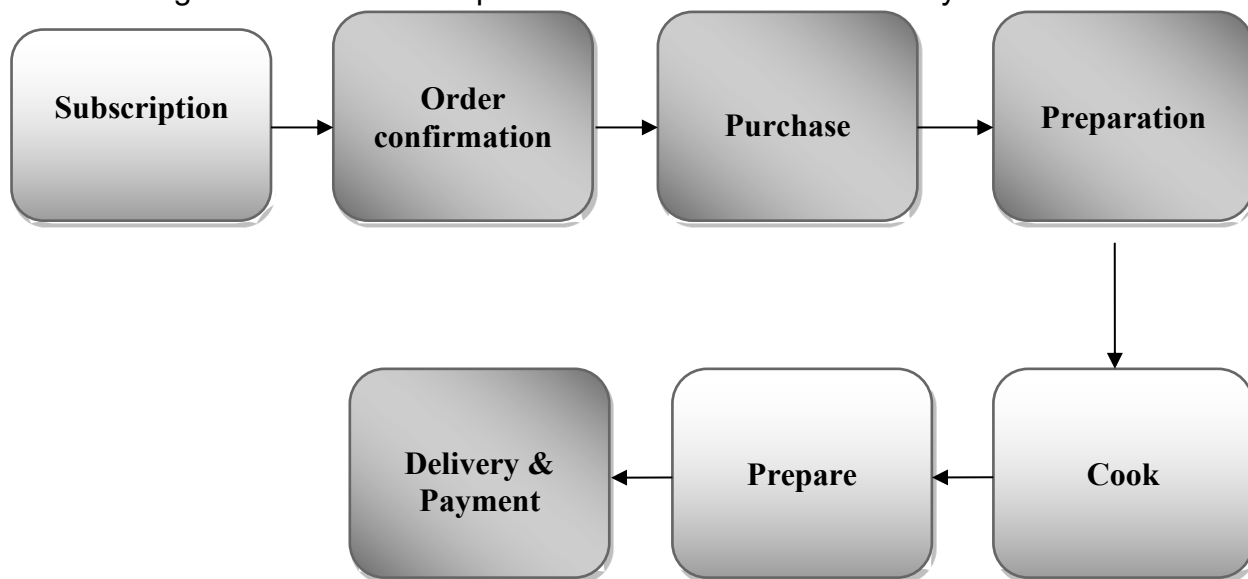 Subscription
Order
confirmation
Purchase
Preparation
Delivery &
Payment
Prepare
Cook